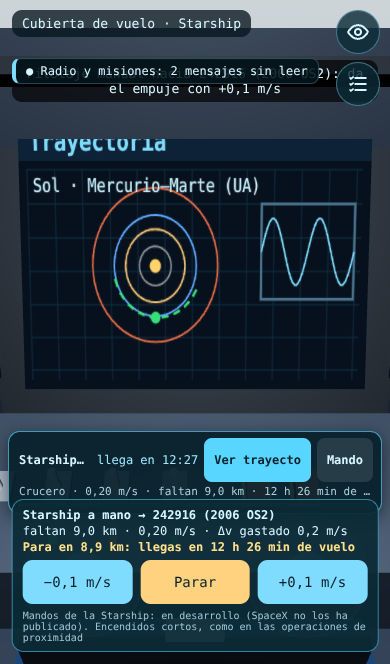 Cubierta de vuelo · Starship
● Radio y misiones: 2 mensajes sin leer
el empuje con +0,1 m/s
Trayectoria
Sol · Mercurio—Marte (UA)
Starship… llega en 12:27
Ver trayecto
Mando
Crucero · 0,20 m/s · faltan 9,0 km · 12 h 26 min de …
Starship a mano → 242916 (2006 OS2)
faltan 9,0 km · 0,20 m/s · Δv gastado 0,2 m/s
Para en 8,9 km: llegas en 12 h 26 min de vuelo
−0,1 m/s
Parar
+0,1 m/s
Mandos de la Starship: en desarrollo (SpaceX no los ha
publicado). Encendidos cortos, como en las operaciones de
proximidad